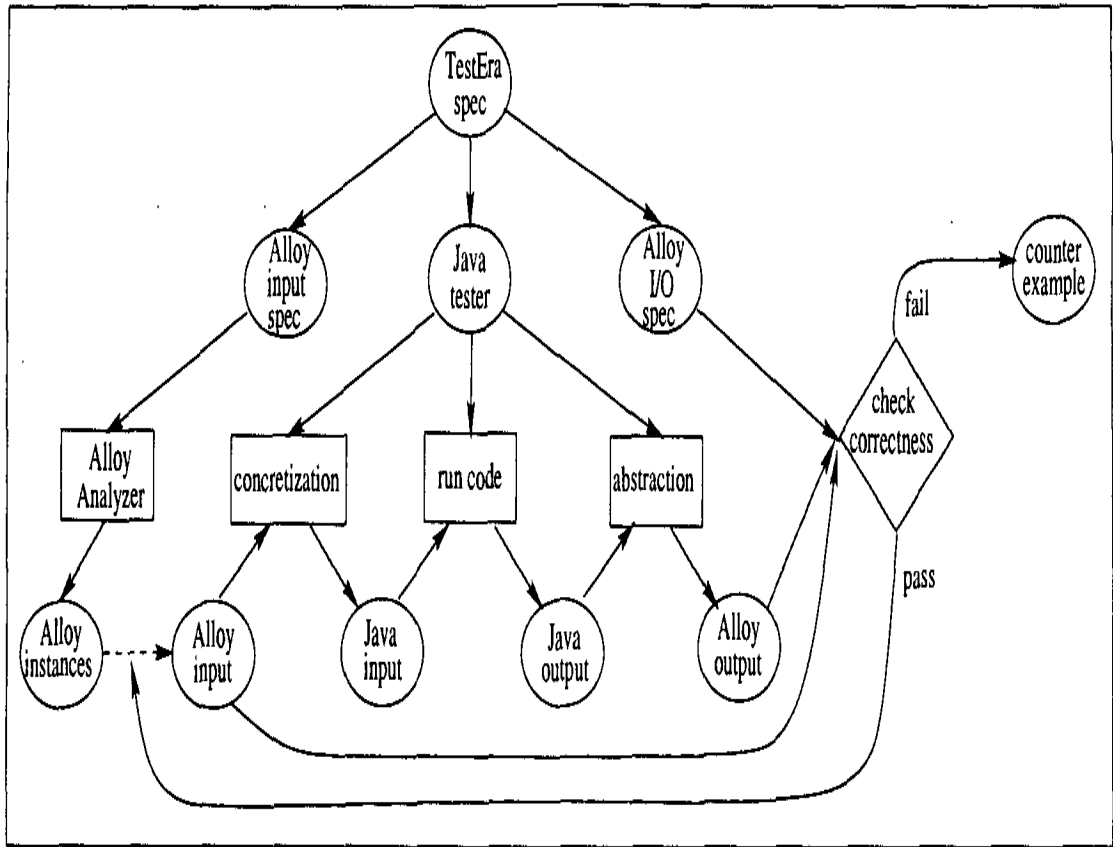 TestEra
spec
Alloy
input
spec
Java
tester
Alloy
I/O
spec
counter
example
fail
check
correctness
Alloy
Analyzer
concretization
run code
abstraction
pass
Alloy
instances
Alloy
input
Java
input
Java
output
Alloy
output